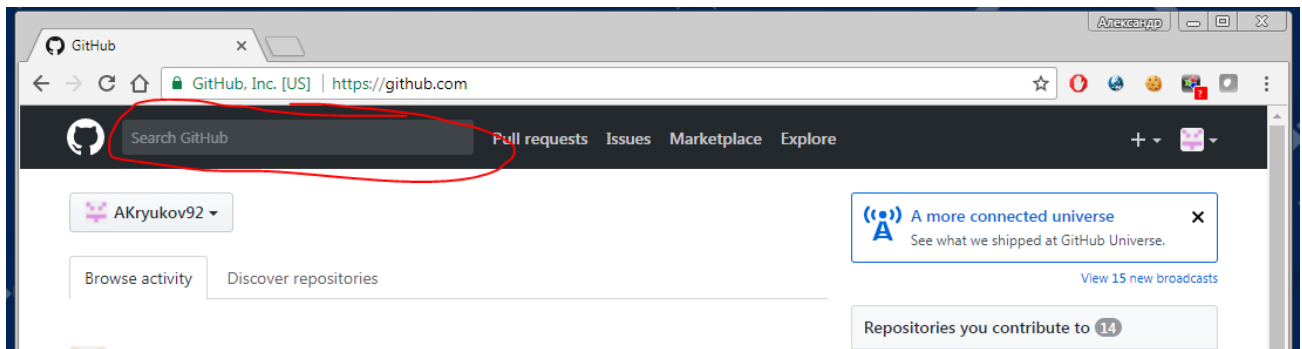 Александр
GitHub
GitHub, Inc. [US] | https://github.com
Search GitHub
Pull requests Issues Marketplace Explore
AKryukov92
A more connected universe
See what we shipped at GitHub Universe.
Browse activity Discover repositories
View 15 new broadcasts
Repositories you contribute to 14